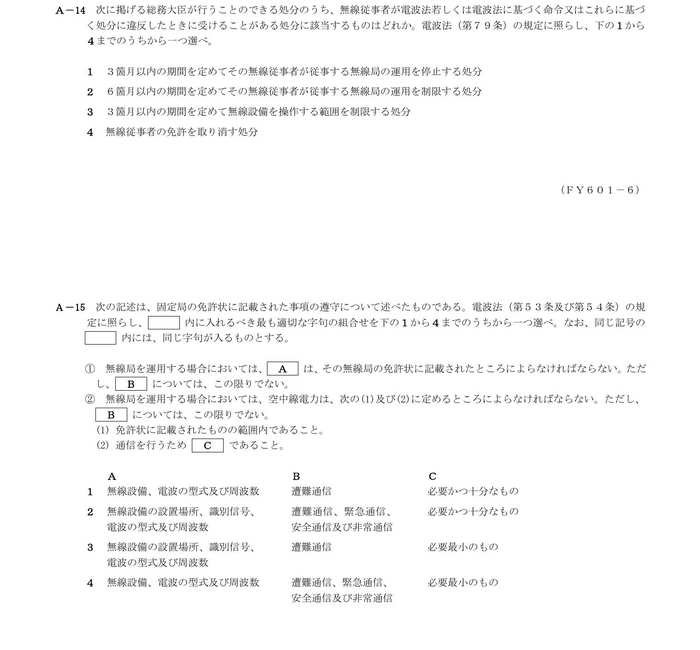 A－14　次に掲げる総務大臣が行うことのできる処分のうち、無線従事者が電波法若しくは電波法に基づく命令又はこれらに基づ
く処分に違反したときに受けることがある処分に該当するものはどれか。電波法（第７９条）の規定に照らし、下の1から
4までのうちから一つ選べ。
1　３箇月以内の期間を定めてその無線従事者が従事する無線局の運用を停止する処分
2　６箇月以内の期間を定めてその無線従事者が従事する無線局の運用を制限する処分
3　３箇月以内の期間を定めて無線設備を操作する範囲を制限する処分
4　無線従事者の免許を取り消す処分
（ＦＹ６０１－６）
A－15　次の記述は、固定局の免許状に記載された事項の遵守について述べたものである。電波法（第５３条及び第５４条）の規
定に照らし、　　　内に入れるべき最も適切な字句の組合せを下の1から4までのうちから一つ選べ。なお、同じ記号の
　　　内には、同じ字句が入るものとする。
①　無線局を運用する場合においては、 A は、その無線局の免許状に記載されたところによらなければならない。ただ
し、 B については、この限りでない。
②　無線局を運用する場合においては、空中線電力は、次の(1)及び(2)に定めるところによらなければならない。ただし、
B については、この限りでない。
(1) 免許状に記載されたものの範囲内であること。
(2) 通信を行うため C であること。
A　B　C
1　無線設備、電波の型式及び周波数　遭難通信　必要かつ十分なもの
2　無線設備の設置場所、識別信号、　遭難通信、緊急通信、　必要かつ十分なもの
電波の型式及び周波数　安全通信及び非常通信
3　無線設備の設置場所、識別信号、　遭難通信　必要最小のもの
電波の型式及び周波数
4　無線設備、電波の型式及び周波数　遭難通信、緊急通信、　必要最小のもの
安全通信及び非常通信